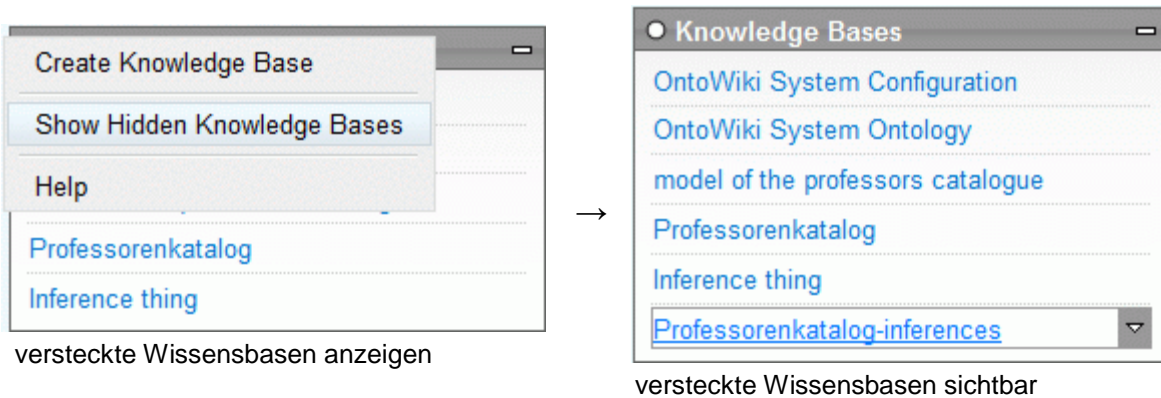 Create Knowledge Base
Show Hidden Knowledge Bases
Help
Professorenkatalog
Inference thing
versteckte Wissensbasen anzeigen
→
Knowledge Bases
OntoWiki System Configuration
OntoWiki System Ontology
model of the professors catalogue
Professorenkatalog
Inference thing
Professorenkatalog-inferences
versteckte Wissensbasen sichtbar